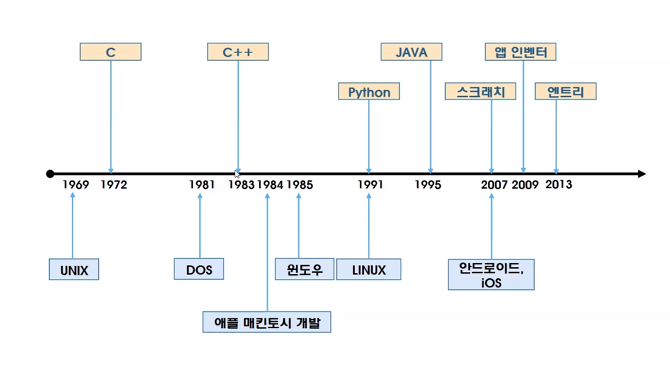 C
C++
JAVA
앱 인벤터
Python
스크래치
엔트리
1969
1972
1981
1983
1984
1985
1991
1995
2007
2009
2013
UNIX
DOS
윈도우
LINUX
안드로이드,
iOS
애플 매킨토시 개발